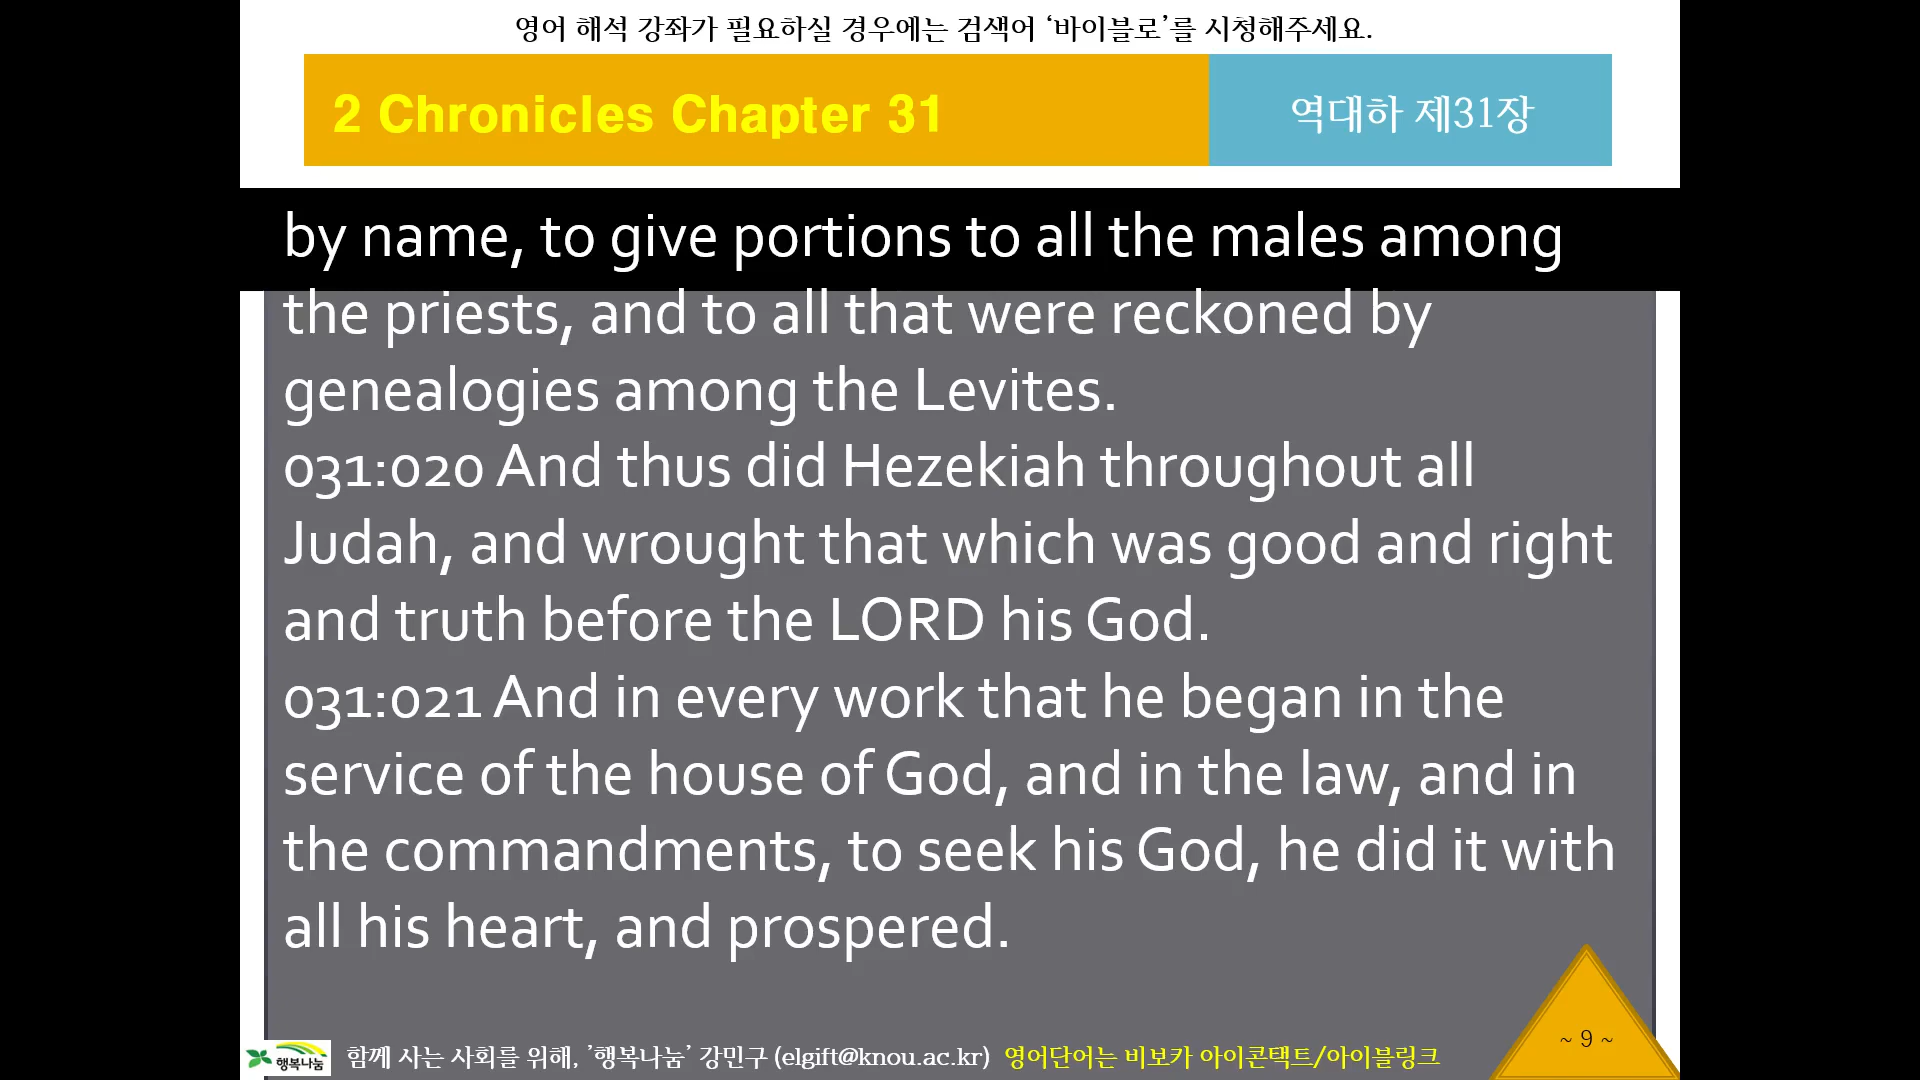 영어 해석 강좌가 필요하실 경우에는 검색어 ‘바이블로’를 시청해주세요.
2 Chronicles Chapter 31
역대하 제31장
by name, to give portions to all the males among
the priests, and to all that were reckoned by
genealogies among the Levites.
031:020 And thus did Hezekiah throughout all
Judah, and wrought that which was good and right
and truth before the LORD his God.
031:021 And in every work that he began in the
service of the house of God, and in the law, and in
the commandments, to seek his God, he did it with
all his heart, and prospered.
~ 9 ~
행복나눔
함께 사는 사회를 위해, ’행복나눔’ 강민구 (elgift@knou.ac.kr) 영어단어는 비보카 아이콘택트/아이블링크